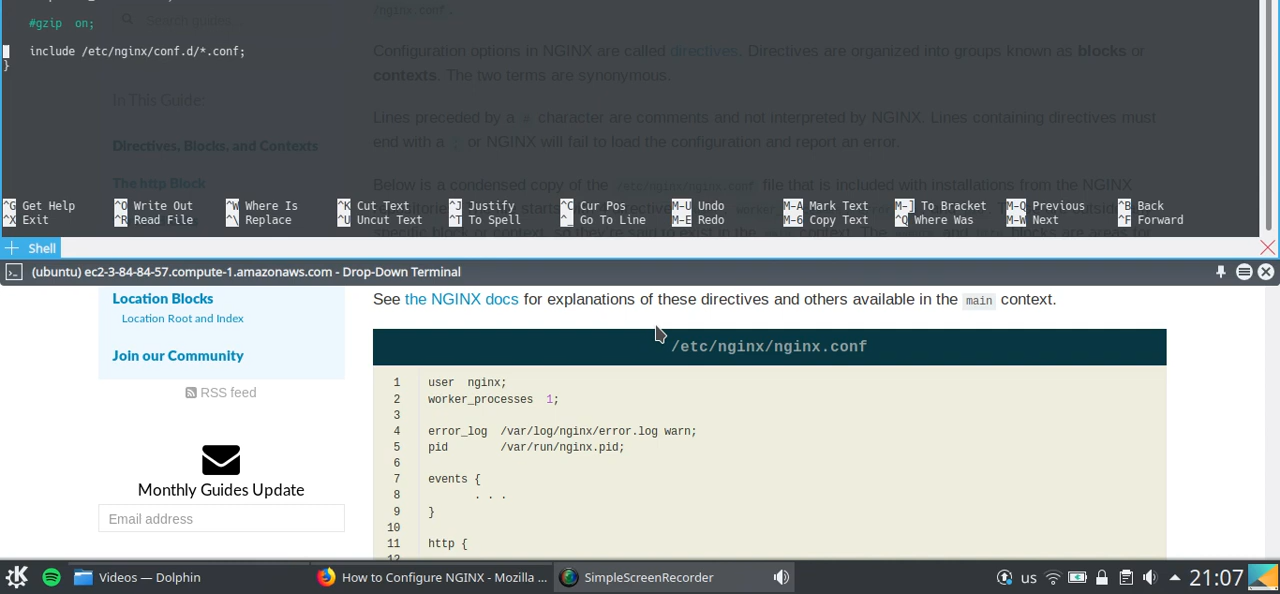 /nginx.conf.
#gzip  on;
Search guides..
include /etc/nginx/conf.d/*.conf;
}
Configuration options in NGINX are called directives. Directives are organized into groups known as blocks or
contexts. The two terms are synonymous.
In This Guide:
Lines preceded by a # character are comments and not interpreted by NGINX. Lines containing directives must
end with a ; or NGINX will fail to load the configuration and report an error.
Directives, Blocks, and Contexts
The http Block
Below is a condensed copy of the /etc/nginx/nginx.conf file that is included with installations from the NGINX
^G Get Help ^O Write Out ^W Where Is ^K Cut Text ^J Justify ^C Cur Pos M-U Undo M-A Mark Text M-] To Bracket M-Q Previous ^B Back
^X Exit ^R Read File ^\ Replace ^U Uncut Text ^T To Spell ^_ Go To Line M-E Redo M-6 Copy Text ^Q Where Was M-W Next ^F Forward
Shell
(ubuntu) ec2-3-84-84-57.compute-1.amazonaws.com - Drop-Down Terminal
Location Blocks
Location Root and Index
Join our Community
RSS feed
Monthly Guides Update
Email address
See the NGINX docs for explanations of these directives and others available in the main context.
/etc/nginx/nginx.conf
1 user  nginx;
2 worker_processes  1;
3
4 error_log  /var/log/nginx/error.log warn;
5 pid        /var/run/nginx.pid;
6
7 events {
8 . . .
9 }
10
11 http {
12
Videos — Dolphin
How to Configure NGINX - Mozilla ...
SimpleScreenRecorder
us
21:07